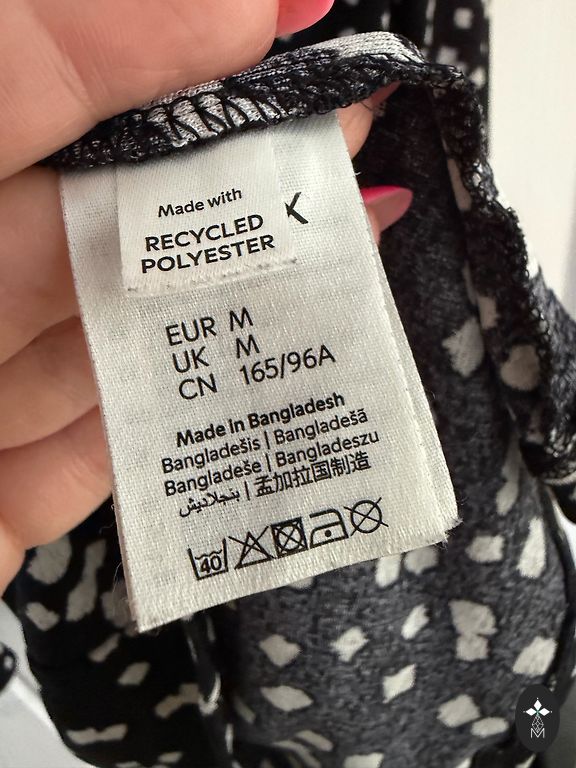 Made with
RECYCLED
POLYESTER
K
EUR M
UK M
CN 165/96A
Made In Bangladesh
Bangladešis | Bangladešā
Bangladeše | Bangladeszu
بنجلاديش | 孟加拉国制造
40
M